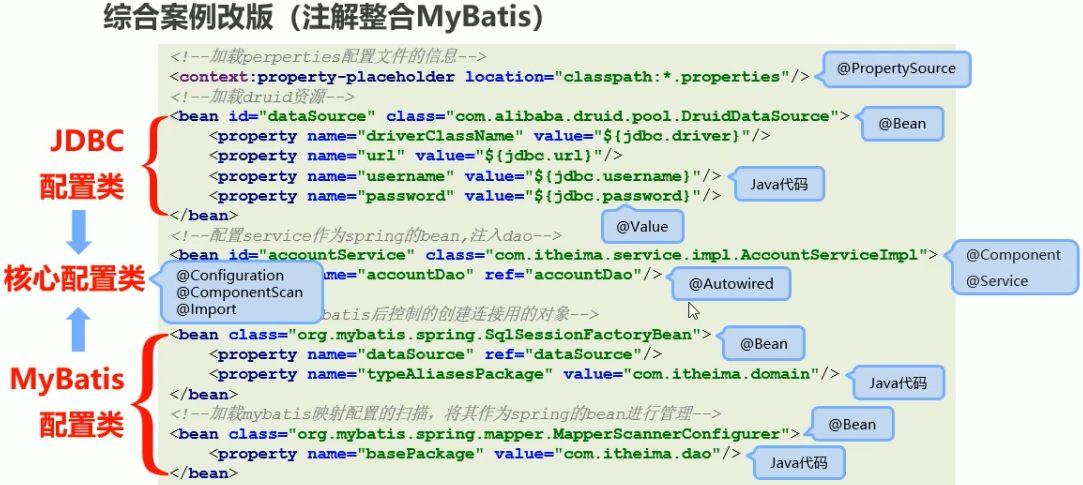 综合案例改版（注解整合MyBatis）
<!--加载perperties配置文件的信息-->
<context:property-placeholder location="classpath:*.properties"/>
@PropertySource
<!--加载druid资源-->
<bean id="dataSource" class="com.alibaba.druid.pool.DruidDataSource">
@Bean
<property name="driverClassName" value="${jdbc.driver}"/>
<property name="url" value="${jdbc.url}"/>
<property name="username" value="${jdbc.username}"/>
Java代码
<property name="password" value="${jdbc.password}"/>
</bean>
@Value
JDBC
配置类
<!--配置service作为spring的bean,注入dao-->
<bean id="accountService" class="com.itheima.service.impl.AccountServiceImpl">
@Component
@Service
核心配置类
@Configuration
@ComponentScan
@Import
ame="accountDao" ref="accountDao"/>
@Autowired
batis后控制的创建连接用的对象-->
<bean class="org.mybatis.spring.SqlSessionFactoryBean">
@Bean
<property name="dataSource" ref="dataSource"/>
<property name="typeAliasesPackage" value="com.itheima.domain"/>
Java代码
</bean>
MyBatis
配置类
<!--加载mybatis映射配置的扫描，将其作为spring的bean进行管理-->
<bean class="org.mybatis.spring.mapper.MapperScannerConfigurer">
@Bean
<property name="basePackage" value="com.itheima.dao"/>
Java代码
</bean>